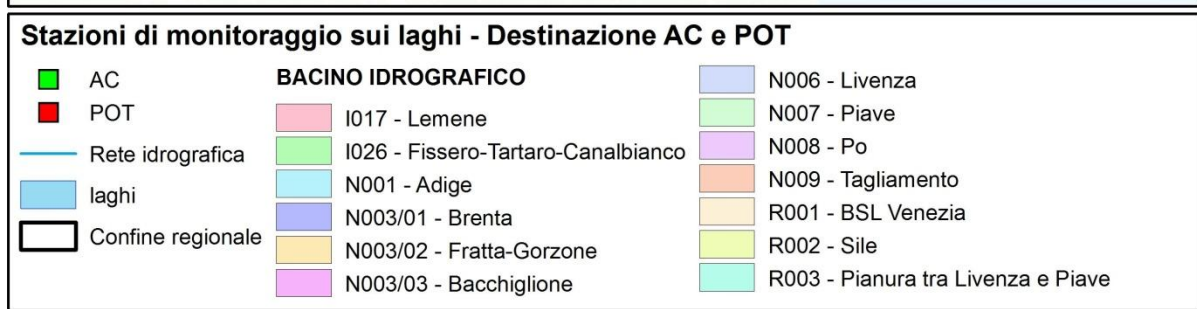 Stazioni di monitoraggio sui laghi - Destinazione AC e POT
AC
POT
Rete idrografica
laghi
Confine regionale
BACINO IDROGRAFICO
I017 - Lemene
I026 - Fissero-Tartaro-Canalbianco
N001 - Adige
N003/01 - Brenta
N003/02 - Fratta-Gorzone
N003/03 - Bacchiglione
N006 - Livenza
N007 - Piave
N008 - Po
N009 - Tagliamento
R001 - BSL Venezia
R002 - Sile
R003 - Pianura tra Livenza e Piave